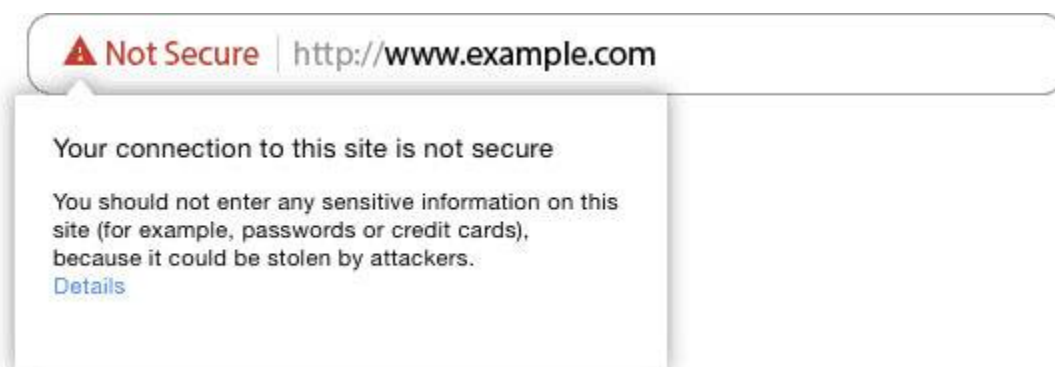 Not Secure http://www.example.com
Your connection to this site is not secure
You should not enter any sensitive information on this
site (for example, passwords or credit cards),
because it could be stolen by attackers.
Details